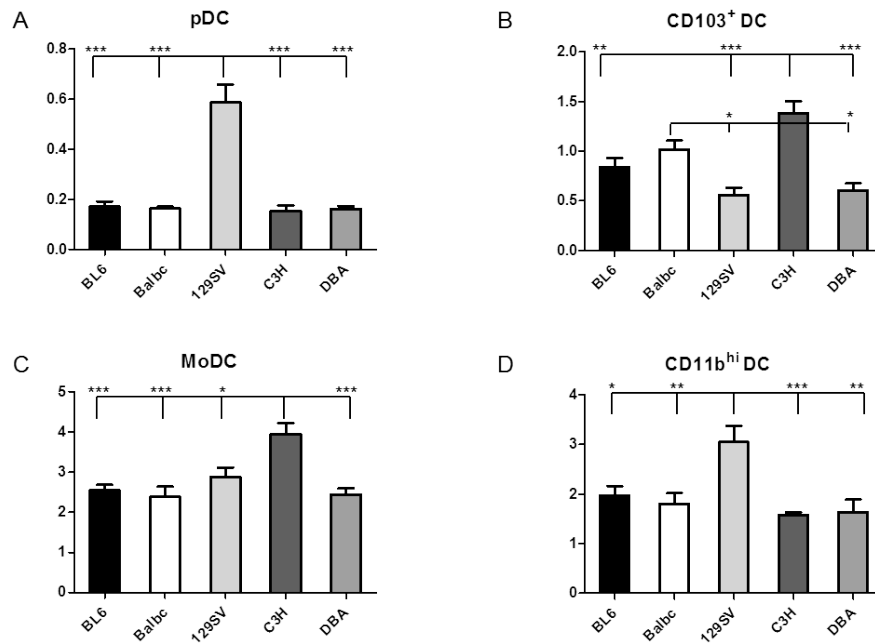 A
pDC
*** *** *** ***
0.8
0.6
0.4
0.2
0.0
BL6 Balbc 129SV C3H DBA
B
CD103+ DC
** *** ***
2.0
* *
1.5
1.0
0.5
0.0
BL6 Balbc 129SV C3H DBA
C
MoDC
*** *** * ***
5
4
3
2
1
0
BL6 Balbc 129SV C3H DBA
D
CD11bhi DC
* ** *** **
4
3
2
1
0
BL6 Balbc 129SV C3H DBA